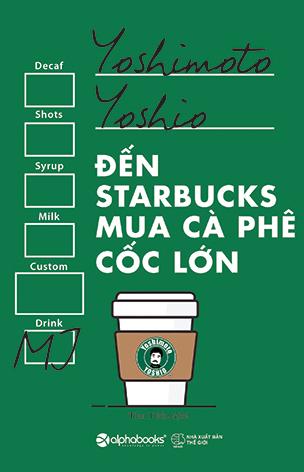 Yoshimoto
Yoshio
Decaf
Shots
Syrup
Milk
Custom
Drink
MJ
ĐẾN
STARBUCKS
MUA CÀ PHÊ
CỐC LỚN
Yoshimoto
YOSHIO
alphabooks®
NHÀ XUẤT BẢN
THẾ GIỚI